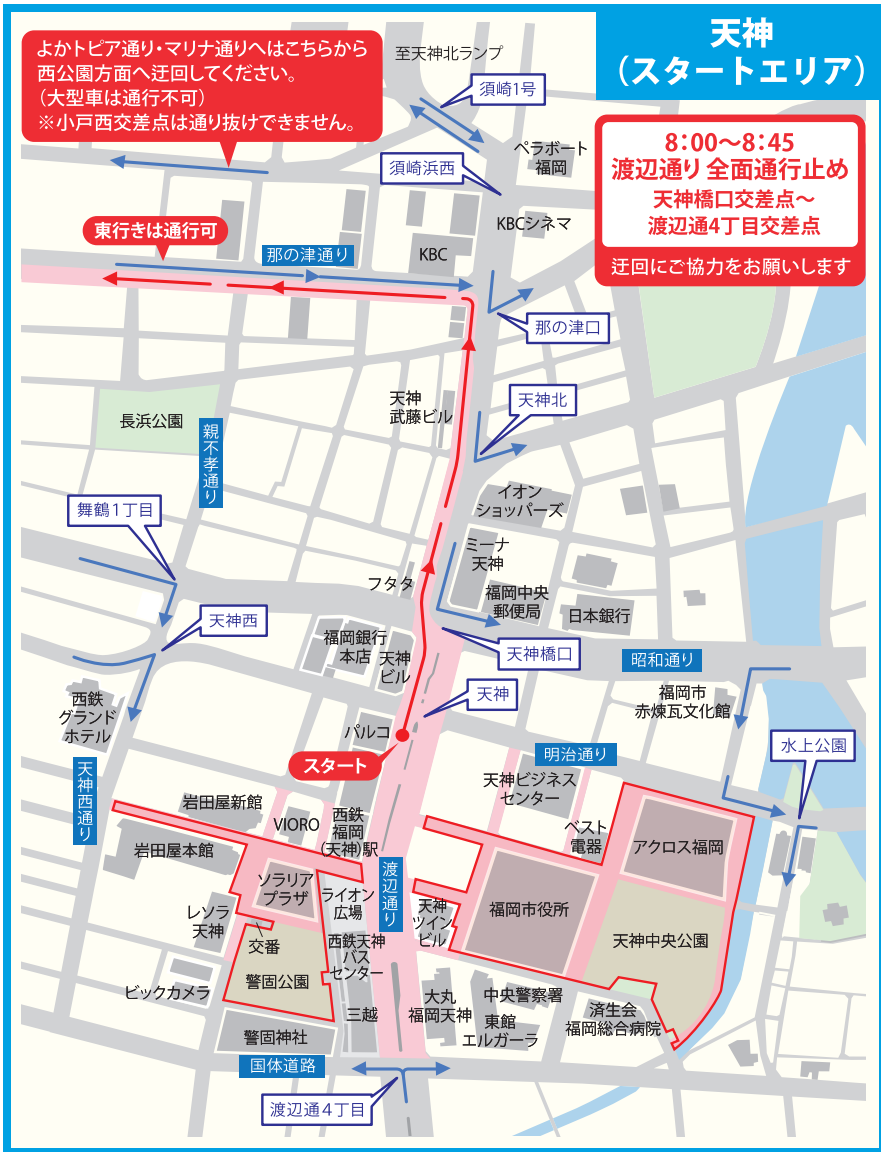 天神
（スタートエリア）
よかトピア通り・マリナ通りへはこちらから
西公園方面へ迂回してください。
（大型車は通行不可）
※小戸西交差点は通り抜けできません。
至天神北ランプ
須崎1号
8：00～8：45
渡辺通り 全面通行止め
天神橋口交差点～
渡辺通4丁目交差点
迂回にご協力をお願いします
須崎浜西
ベラボート
福岡
東行きは通行可
那の津通り
KBC
KBCシネマ
那の津口
天神
武藤ビル
天神北
長浜公園
親不孝通り
イオン
ショッパーズ
舞鶴1丁目
ミーナ
天神
フタタ
福岡中央
郵便局
日本銀行
天神西
福岡銀行
本店
天神
ビル
天神橋口
昭和通り
西鉄
グランド
ホテル
天神
福岡市
赤煉瓦文化館
パルコ
スタート
明治通り
水上公園
天神西通り
天神ビジネス
センター
岩田屋新館
VIORO
西鉄
福岡
（天神）駅
ベスト
電器
アクロス福岡
岩田屋本館
渡辺通り
ソラリア
プラザ
ライオン
広場
天神
ツイン
ビル
福岡市役所
レソラ
天神
交番
西鉄天神
バス
センター
天神中央公園
警固公園
ビックカメラ
三越
大丸
福岡天神
中央警察署
東館
エルガーラ
済生会
福岡総合病院
警固神社
国体道路
渡辺通4丁目